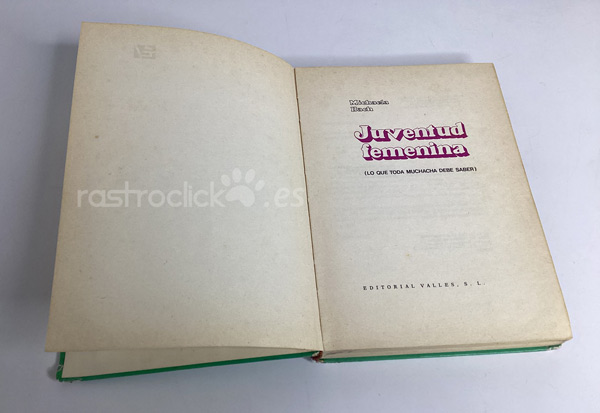 Michaela
Bach
Juventud
femenina
(LO QUE TODA MUCHACHA DEBE SABER)
rastroclick.es
EDITORIAL VALLES, S. L.